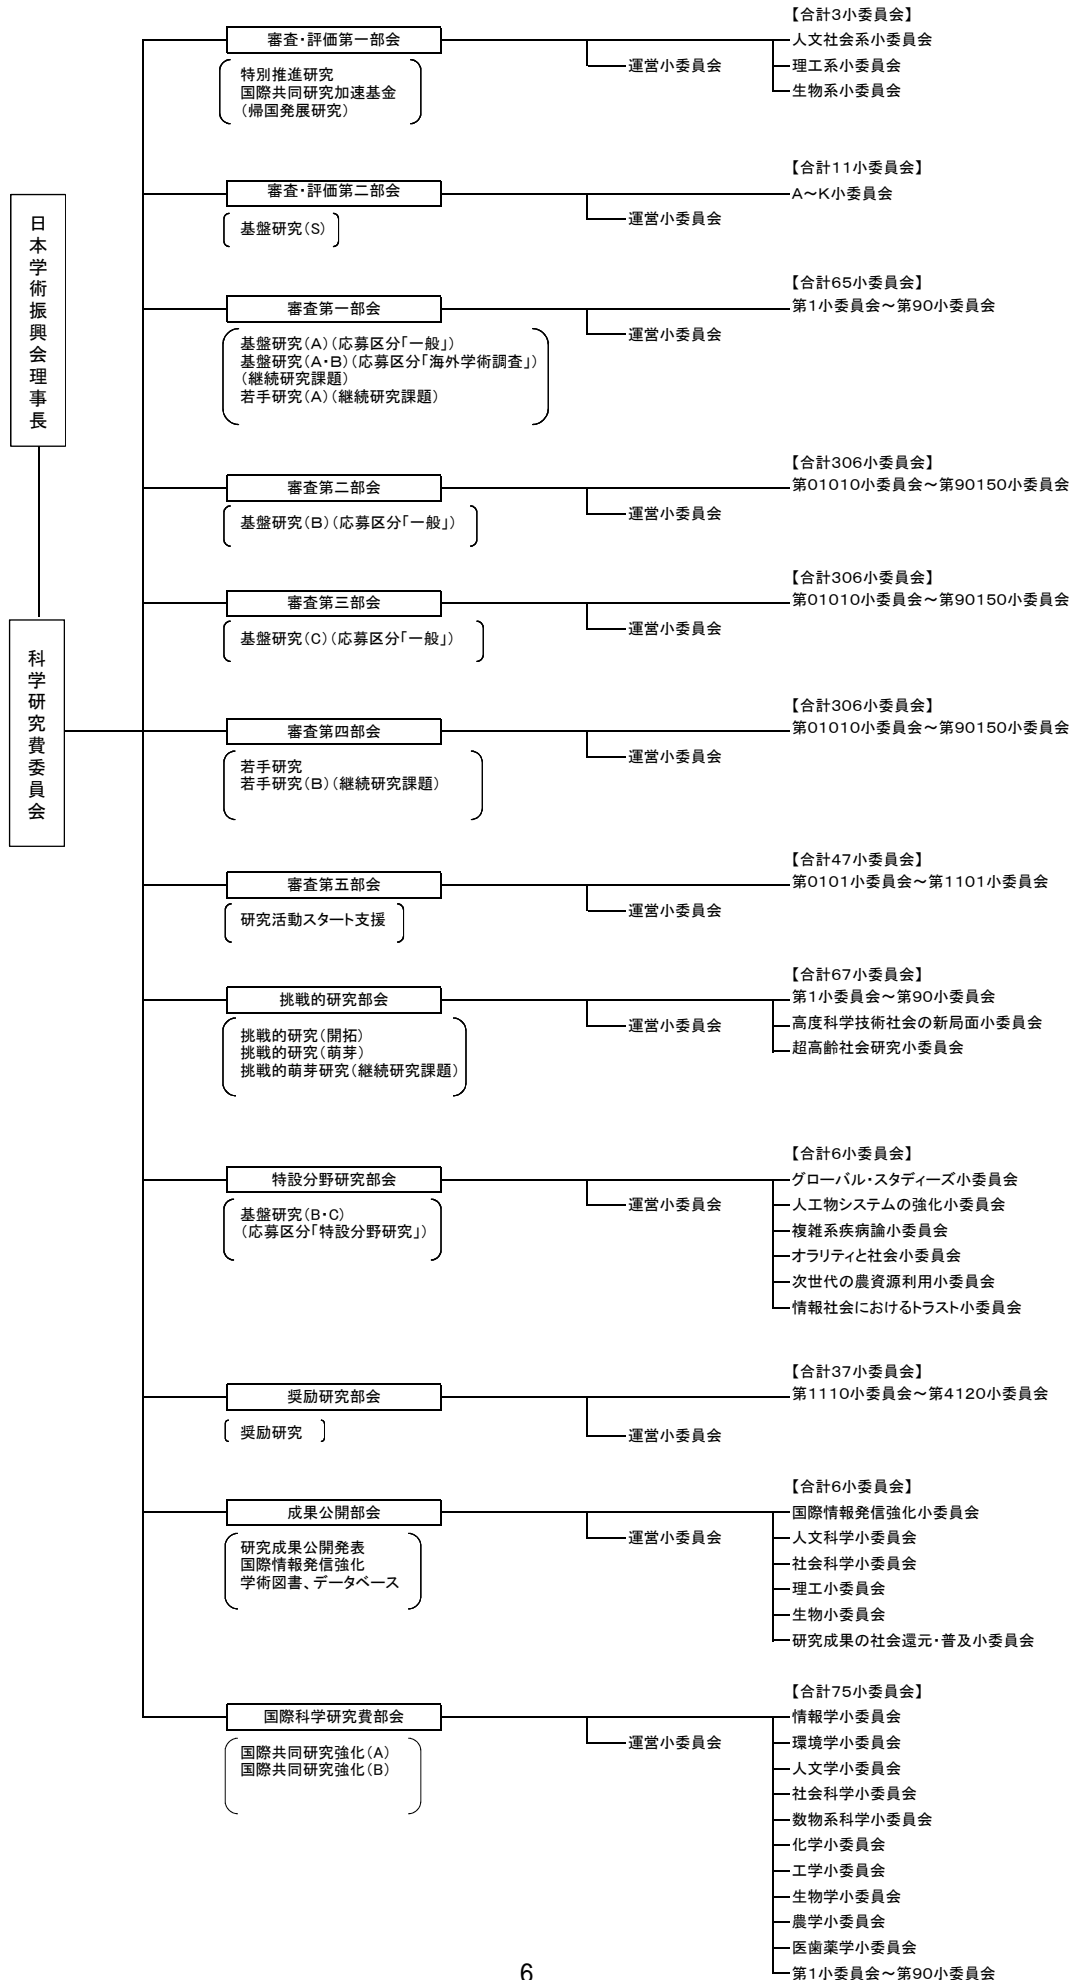 日本学術振興会理事長
科学研究費委員会
審査・評価第一部会
特別推進研究
国際共同研究加速基金
(帰国発展研究)
運営小委員会
【合計3小委員会】
人文社会系小委員会
理工系小委員会
生物系小委員会
審査・評価第二部会
基盤研究(S)
運営小委員会
【合計11小委員会】
A〜K小委員会
審査第一部会
基盤研究(A)(応募区分「一般」)
基盤研究(A・B)(応募区分「海外学術調査」)
(継続研究課題)
若手研究(A)(継続研究課題)
運営小委員会
【合計65小委員会】
第1小委員会〜第90小委員会
審査第二部会
基盤研究(B)(応募区分「一般」)
運営小委員会
【合計306小委員会】
第01010小委員会〜第90150小委員会
審査第三部会
基盤研究(C)(応募区分「一般」)
運営小委員会
【合計306小委員会】
第01010小委員会〜第90150小委員会
審査第四部会
若手研究
若手研究(B)(継続研究課題)
運営小委員会
【合計306小委員会】
第01010小委員会〜第90150小委員会
審査第五部会
研究活動スタート支援
運営小委員会
【合計47小委員会】
第0101小委員会〜第1101小委員会
挑戦的研究部会
挑戦的研究(開拓)
挑戦的研究(萌芽)
挑戦的萌芽研究(継続研究課題)
運営小委員会
【合計67小委員会】
第1小委員会〜第90小委員会
高度科学技術社会の新局面小委員会
超高齢社会研究小委員会
特設分野研究部会
基盤研究(B・C)
(応募区分「特設分野研究」)
運営小委員会
【合計6小委員会】
グローバル・スタディーズ小委員会
人工物システムの強化小委員会
複雑系疾病論小委員会
オラリティと社会小委員会
次世代の農資源利用小委員会
情報社会におけるトラスト小委員会
奨励研究部会
奨励研究
運営小委員会
【合計37小委員会】
第1110小委員会〜第4120小委員会
成果公開部会
研究成果公開発表
国際情報発信強化
学術図書、データベース
運営小委員会
【合計6小委員会】
国際情報発信強化小委員会
人文科学小委員会
社会科学小委員会
理工小委員会
生物小委員会
研究成果の社会還元・普及小委員会
国際科学研究費部会
国際共同研究強化(A)
国際共同研究強化(B)
運営小委員会
【合計75小委員会】
情報学小委員会
環境学小委員会
人文学小委員会
社会科学小委員会
数物系科学小委員会
化学小委員会
工学小委員会
生物学小委員会
農学小委員会
医歯薬学小委員会
第1小委員会〜第90小委員会
6